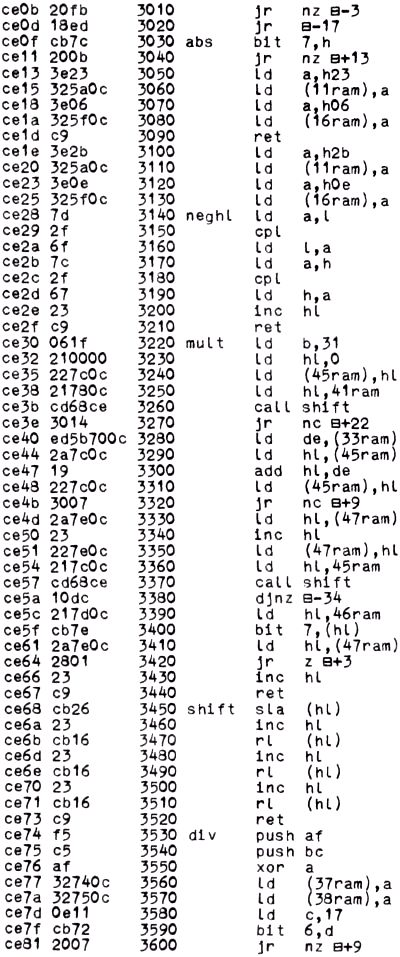 ce0b 20fb 3010 jr nz ⊟-3
ce0d 18ed 3020 jr ⊟-17
ce0f cb7c 3030 abs bit 7,h
ce11 200b 3040 jr nz ⊟+13
ce13 3e23 3050 ld a,h23
ce15 325a0c 3060 ld (11ram),a
ce18 3e06 3070 ld a,h06
ce1a 325f0c 3080 ld (16ram),a
ce1d c9 3090 ret
ce1e 3e2b 3100 ld a,h2b
ce20 325a0c 3110 ld (11ram),a
ce23 3e0e 3120 ld a,h0e
ce25 325f0c 3130 ld (16ram),a
ce28 7d 3140 neghl ld a,l
ce29 2f 3150 cpl
ce2a 6f 3160 ld l,a
ce2b 7c 3170 ld a,h
ce2c 2f 3180 cpl
ce2d 67 3190 ld h,a
ce2e 23 3200 inc hl
ce2f c9 3210 ret
ce30 061f 3220 mult ld b,31
ce32 210000 3230 ld hl,0
ce35 227c0c 3240 ld (45ram),hl
ce38 21780c 3250 ld hl,41ram
ce3b cd68ce 3260 call shift
ce3e 3014 3270 jr nc ⊟+22
ce40 ed5b700c 3280 ld de,(33ram)
ce44 2a7c0c 3290 ld hl,(45ram)
ce47 19 3300 add hl,de
ce48 227c0c 3310 ld (45ram),hl
ce4b 3007 3320 jr nc ⊟+9
ce4d 2a7e0c 3330 ld hl,(47ram)
ce50 23 3340 inc hl
ce51 227e0c 3350 ld (47ram),hl
ce54 217c0c 3360 ld hl,45ram
ce57 cd68ce 3370 call shift
ce5a 10dc 3380 djnz ⊟-34
ce5c 217d0c 3390 ld hl,46ram
ce5f cb7e 3400 bit 7,(hl)
ce61 2a7e0c 3410 ld hl,(47ram)
ce64 2801 3420 jr z ⊟+3
ce66 23 3430 inc hl
ce67 c9 3440 ret
ce68 cb26 3450 shift sla (hl)
ce6a 23 3460 inc hl
ce6b cb16 3470 rl (hl)
ce6d 23 3480 inc hl
ce6e cb16 3490 rl (hl)
ce70 23 3500 inc hl
ce71 cb16 3510 rl (hl)
ce73 c9 3520 ret
ce74 f5 3530 div push af
ce75 c5 3540 push bc
ce76 af 3550 xor a
ce77 32740c 3560 ld (37ram),a
ce7a 32750c 3570 ld (38ram),a
ce7d 0e11 3580 ld c,17
ce7f cb72 3590 bit 6,d
ce81 2007 3600 jr nz ⊟+9